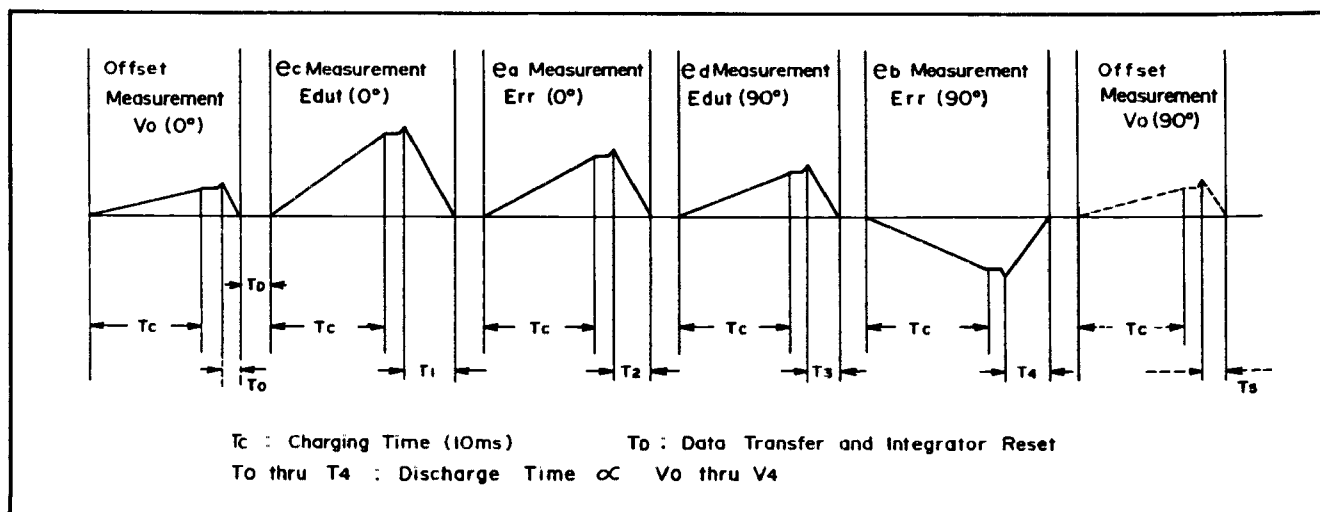 Offset
Measurement
Vo (0°)
ec Measurement
Edut (0°)
ea Measurement
Err (0°)
ed Measurement
Edut (90°)
eb Measurement
Err (90°)
Offset
Measurement
Vo (90°)
TD
Tc
Tc
Tc
Tc
Tc
Tc
To
T1
T2
T3
T4
T5
Tc : Charging Time (10ms) TD : Data Transfer and Integrator Reset
To thru T4 : Discharge Time ∝ Vo thru V4